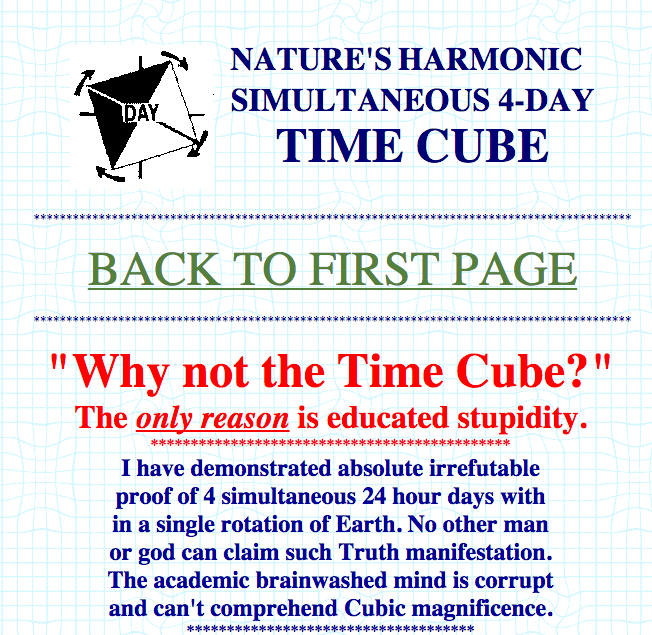 DAY
NATURE'S HARMONIC
SIMULTANEOUS 4-DAY
TIME CUBE
*******************************************************************************************
BACK TO FIRST PAGE
*******************************************************************************************
"Why not the Time Cube?"
The only reason is educated stupidity.
*********************************************
I have demonstrated absolute irrefutable
proof of 4 simultaneous 24 hour days with
in a single rotation of Earth. No other man
or god can claim such Truth manifestation.
The academic brainwashed mind is corrupt
and can't comprehend Cubic magnificence.
************************************